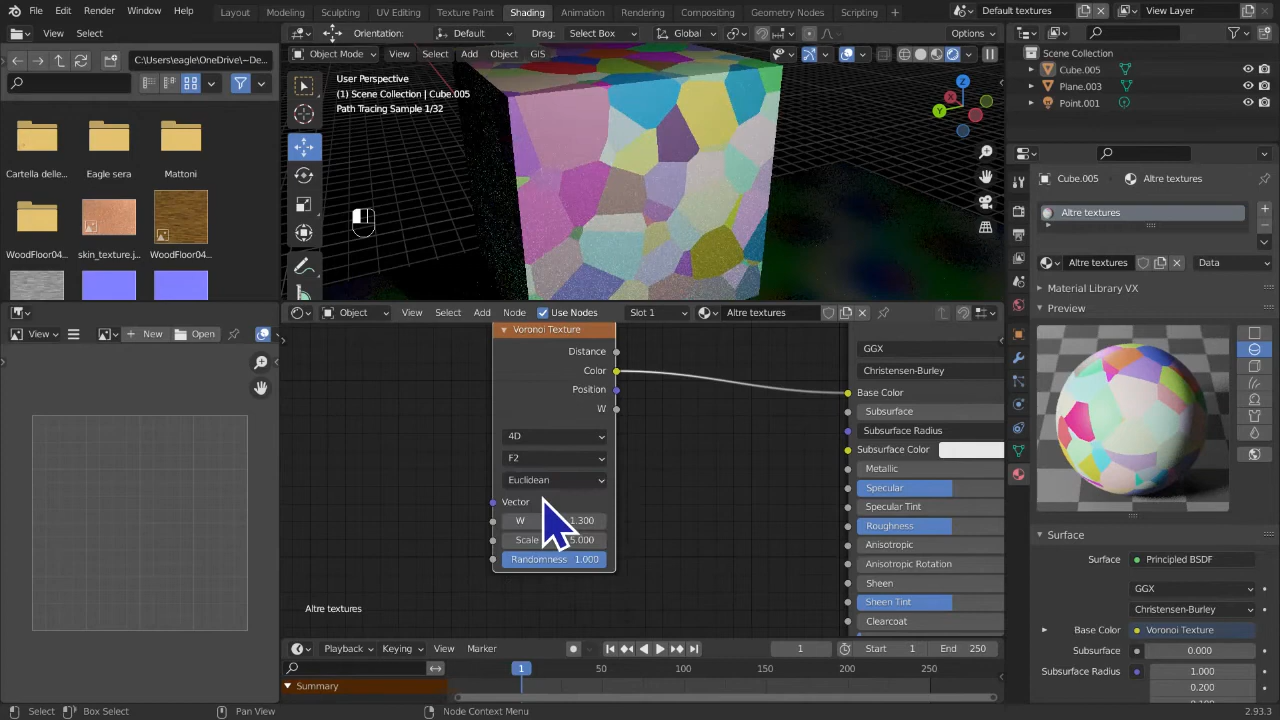 File Edit Render Window Help Layout Modeling Sculpting UV Editing Texture Paint Shading Animation Rendering Compositing Geometry Nodes Scripting + Default textures View Layer
View Select
Orientation: Default Drag: Select Box Global Options
C:\Users\eagle\OneDrive\~De...
Object Mode View Select Add Object GIS
User Perspective
(1) Scene Collection | Cube.005
Path Tracing Sample 1/32
Cartella delle... Eagle sera Mattoni
WoodFloor04... skin_texture.j... WoodFloor04...
X
Y
Z
Scene Collection
Cube.005
Plane.003
Point.001
Cube.005 Altre textures
Altre textures
Altre textures Data
Material Library VX
Preview
Surface
Surface: Principled BSDF
GGX
Christensen-Burley
Base Color Voronoi Texture
Subsurface 0.000
Subsurface Radius 1.000
0.200
View New Open
Object View Select Add Node Use Nodes Slot 1 Altre textures
Voronoi Texture
Distance
Color
Position
W
4D
F2
Euclidean
Vector
W 1.300
Scale 5.000
Randomness 1.000
Altre textures
GGX
Christensen-Burley
Base Color
Subsurface
Subsurface Radius
Subsurface Color
Metallic
Specular
Specular Tint
Roughness
Anisotropic
Anisotropic Rotation
Sheen
Sheen Tint
Clearcoat
Playback Keying View Marker 1 Start 1 End 250
1 50 100 150 200 250
Summary
Select Box Select Pan View Node Context Menu 2.93.3